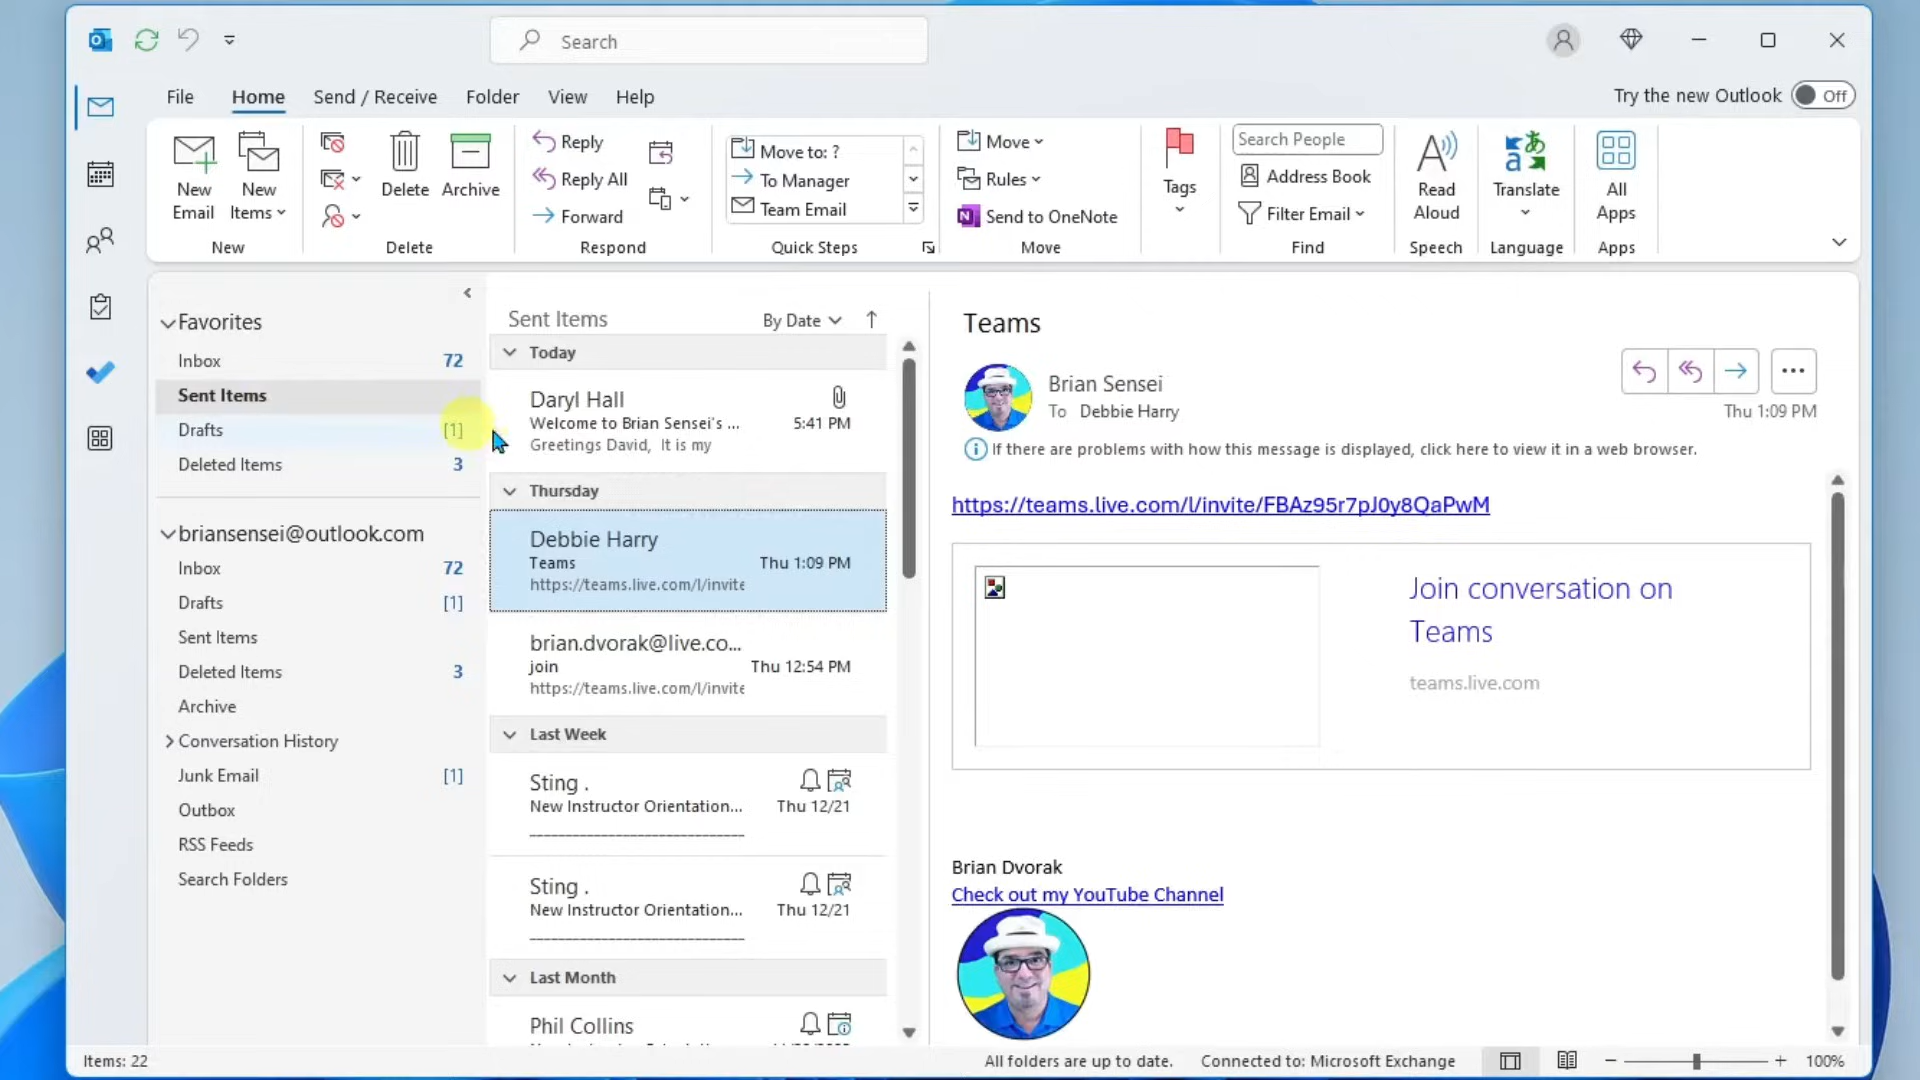 Search
File Home Send / Receive Folder View Help
Try the new Outlook Off
New Email
New Items
New
Delete
Archive
Delete
Reply
Reply All
Forward
Respond
Move to: ?
To Manager
Team Email
Quick Steps
Move
Rules
Send to OneNote
Move
Tags
Search People
Address Book
Filter Email
Find
Read Aloud
Speech
Translate
Language
All Apps
Apps
Favorites
Inbox 72
Sent Items
Drafts [1]
Deleted Items 3
briansensei@outlook.com
Inbox 72
Drafts [1]
Sent Items
Deleted Items 3
Archive
Conversation History
Junk Email [1]
Outbox
RSS Feeds
Search Folders
Sent Items By Date
Today
Daryl Hall
Welcome to Brian Sensei's ... 5:41 PM
Greetings David, It is my
Thursday
Debbie Harry
Teams Thu 1:09 PM
https://teams.live.com/l/invite
brian.dvorak@live.co...
join Thu 12:54 PM
https://teams.live.com/l/invite
Last Week
Sting .
New Instructor Orientation... Thu 12/21
Sting .
New Instructor Orientation... Thu 12/21
Last Month
Phil Collins
Teams
Brian Sensei
To Debbie Harry
Thu 1:09 PM
If there are problems with how this message is displayed, click here to view it in a web browser.
https://teams.live.com/l/invite/FBAz95r7pJ0y8QaPwM
Join conversation on
Teams
teams.live.com
Brian Dvorak
Check out my YouTube Channel
Items: 22
All folders are up to date. Connected to: Microsoft Exchange 100%